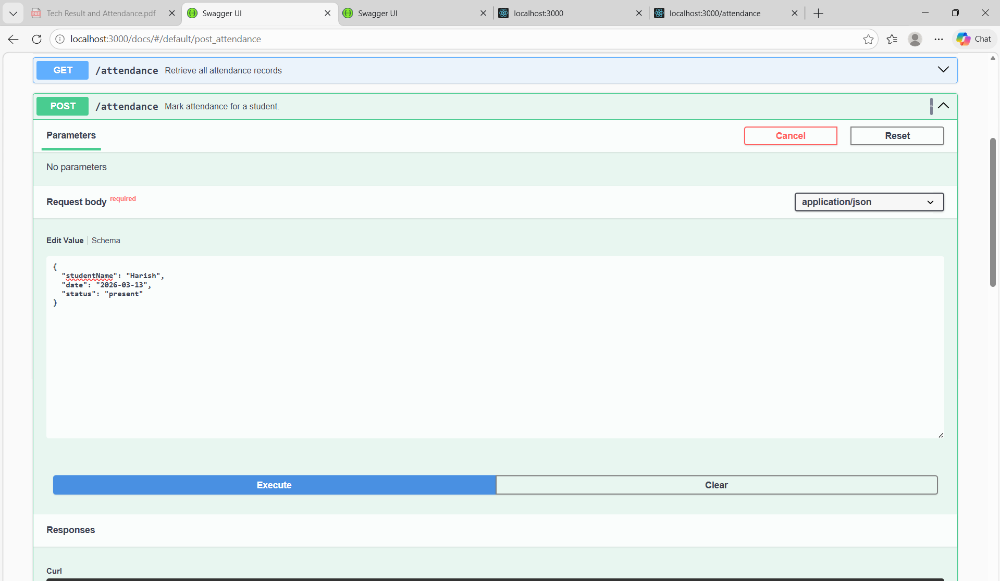 Tech Result and Attendance.pdf
Swagger UI
Swagger UI
localhost:3000
localhost:3000/attendance
localhost:3000/docs/#/default/post_attendance
Chat
GET /attendance Retrieve all attendance records
POST /attendance Mark attendance for a student.
Parameters
Cancel
Reset
No parameters
Request body required
application/json
Edit Value | Schema
{
"studentName": "Harish",
"date": "2026-03-13",
"status": "present"
}
Execute
Clear
Responses
Curl